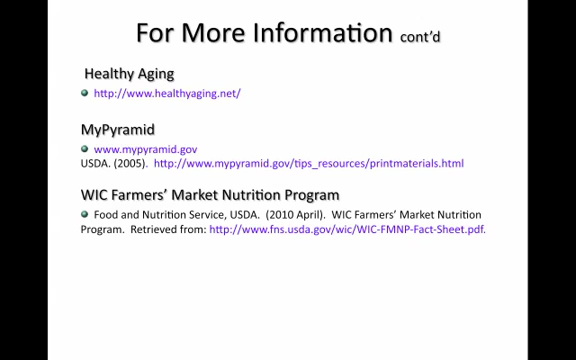 For More Information cont'd
Healthy Aging
http://www.healthyaging.net/
MyPyramid
www.mypyramid.gov
USDA. (2005). http://www.mypyramid.gov/tips_resources/printmaterials.html
WIC Farmers' Market Nutrition Program
Food and Nutrition Service, USDA. (2010 April). WIC Farmers' Market Nutrition
Program. Retrieved from: http://www.fns.usda.gov/wic/WIC-FMNP-Fact-Sheet.pdf.